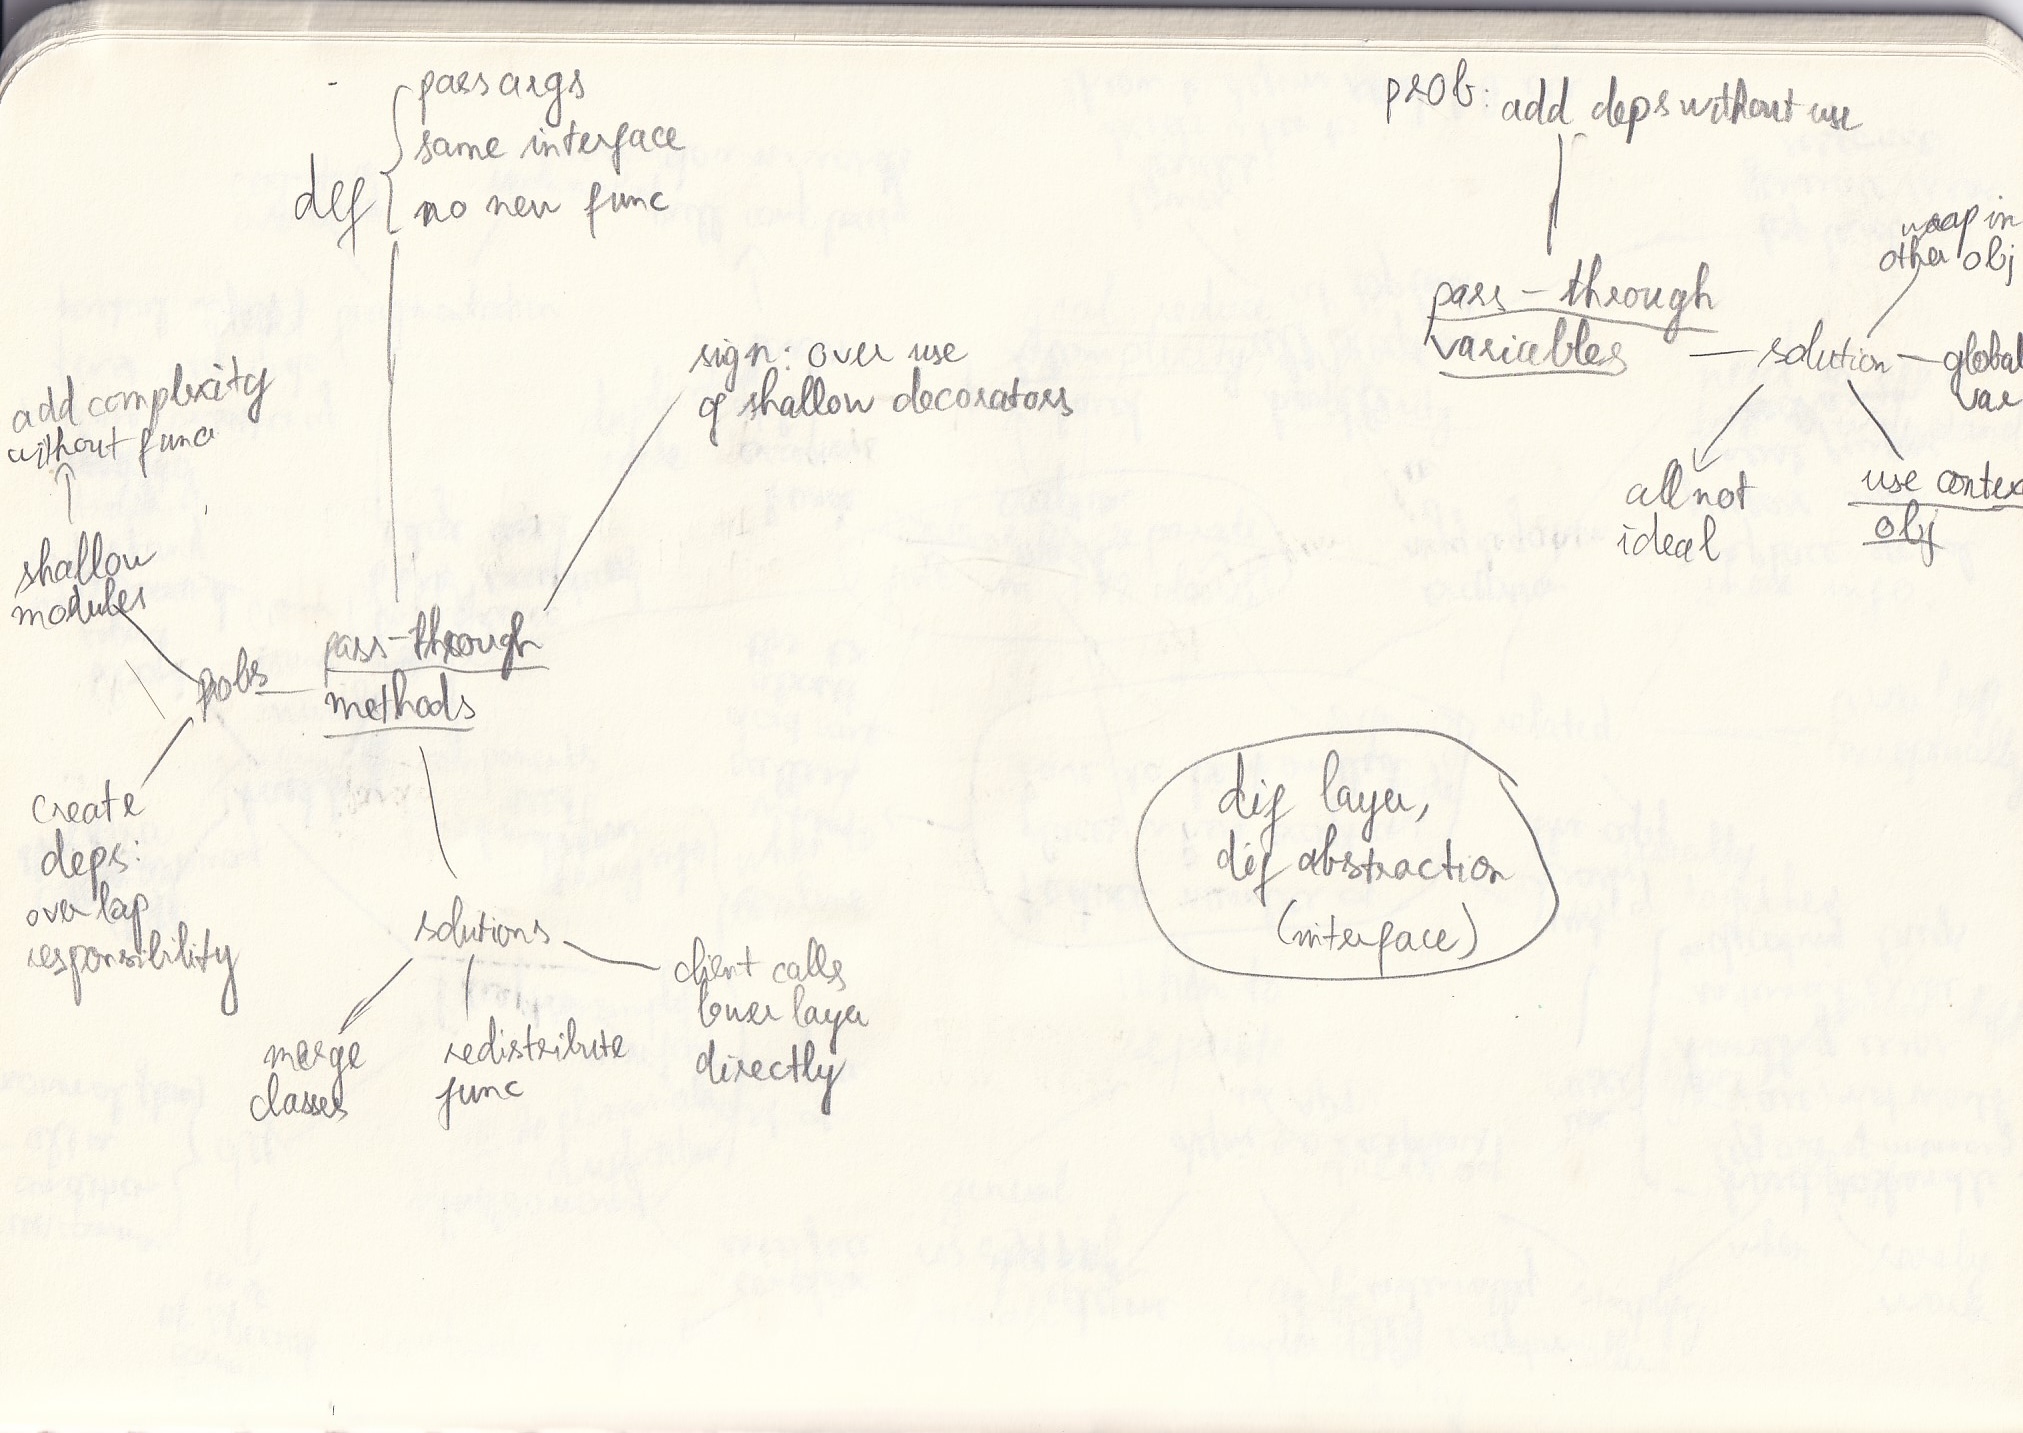 pass args
same interface
def
no new func
prob: add deps without use
wrap in
other obj
pass-through
variables
solution
global
var
all not
ideal
use contex
obj
sign: over use
of shallow decorators
add complexity
without func
shallow
modules
probs
pass-through
methods
create
deps:
overlap
responsibility
solutions
merge
classes
redistribute
func
client calls
lower layer
directly
dif layer,
dif abstraction
(interface)